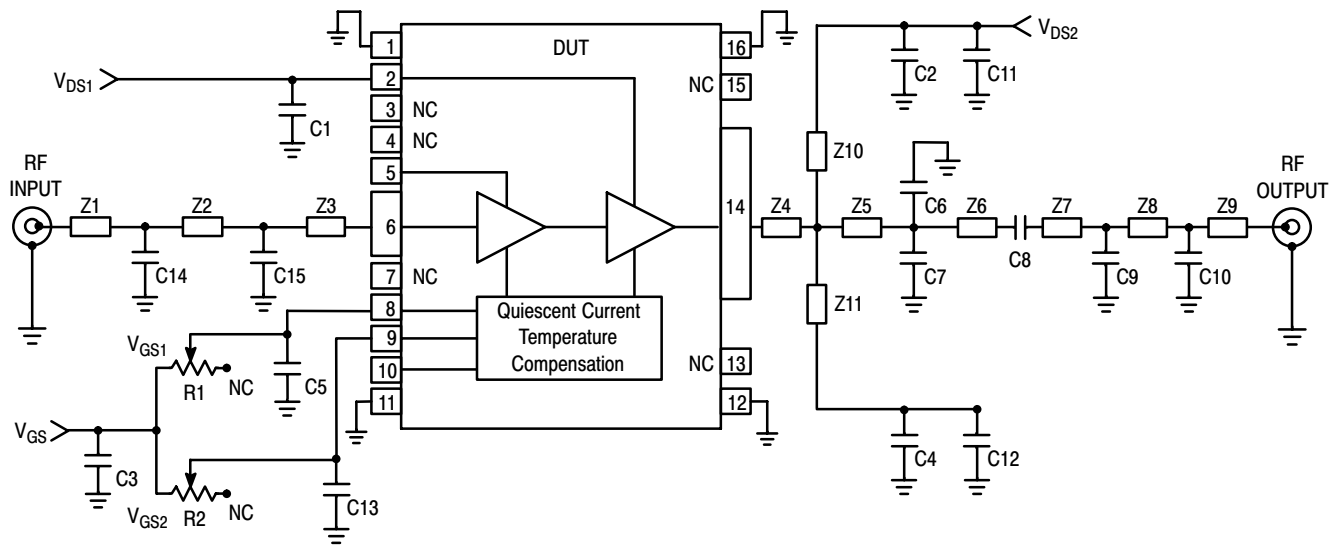 1
DUT
16
V_DS2
V_DS1
2
NC 15
C2
C11
3 NC
C1
4 NC
Z10
RF
INPUT
5
RF
OUTPUT
Z1
Z2
Z3
6
14
Z4
Z5
C6
Z6
Z7
Z8
Z9
C14
C15
7 NC
C7
C8
C9
C10
8
Quiescent Current
Temperature
Compensation
Z11
V_GS1
9
R1
NC
C5
10
NC 13
11
12
V_GS
C3
C4
C12
V_GS2
R2
NC
C13